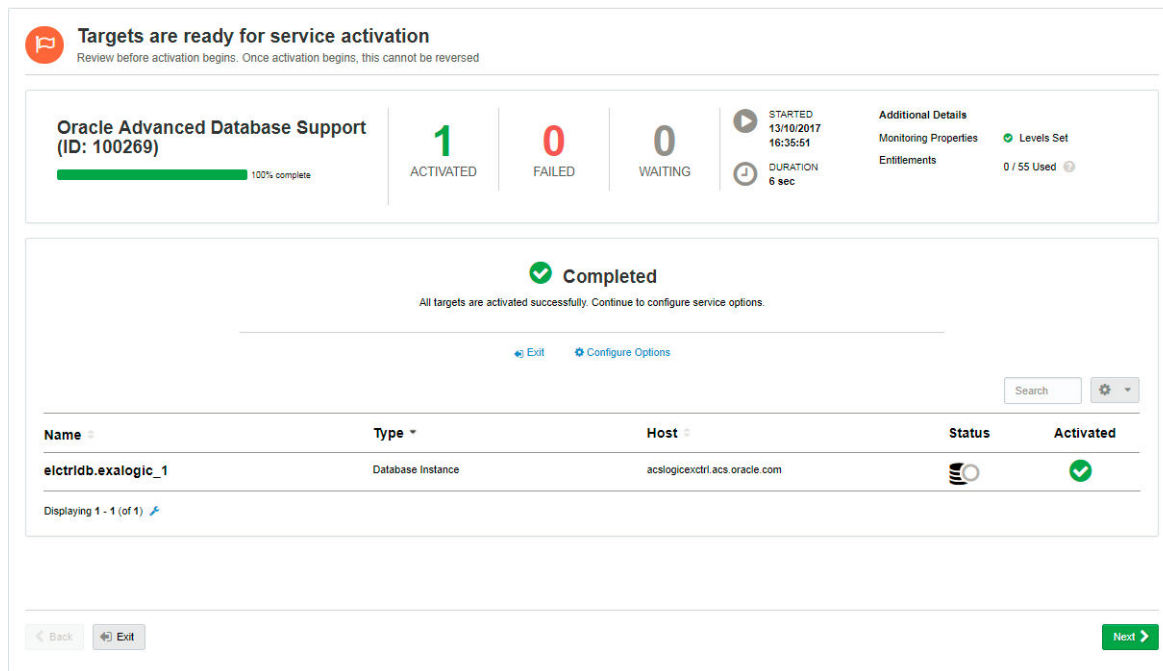 Targets are ready for service activation
Review before activation begins. Once activation begins, this cannot be reversed
Oracle Advanced Database Support
(ID: 100269)
100% complete
1
ACTIVATED
0
FAILED
0
WAITING
STARTED
13/10/2017
16:35:51
DURATION
6 sec
Additional Details
Monitoring Properties
Levels Set
Entitlements
0 / 55 Used
Completed
All targets are activated successfully. Continue to configure service options.
Exit
Configure Options
Search
Name
Type
Host
Status
Activated
elctrldb.exalogic_1
Database Instance
acslogicexctrl.acs.oracle.com
Displaying 1 - 1 (of 1)
Back
Exit
Next